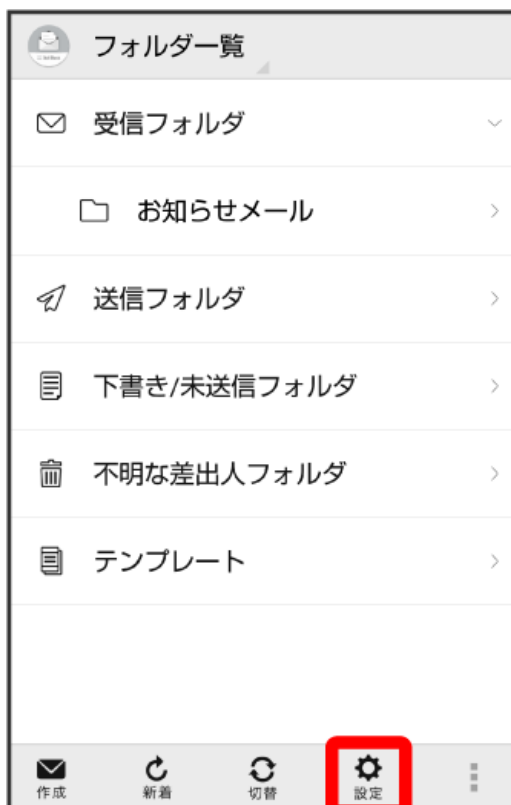 フォルダ一覧
受信フォルダ
お知らせメール
送信フォルダ
下書き/未送信フォルダ
不明な差出人フォルダ
テンプレート
作成 新着 切替 設定